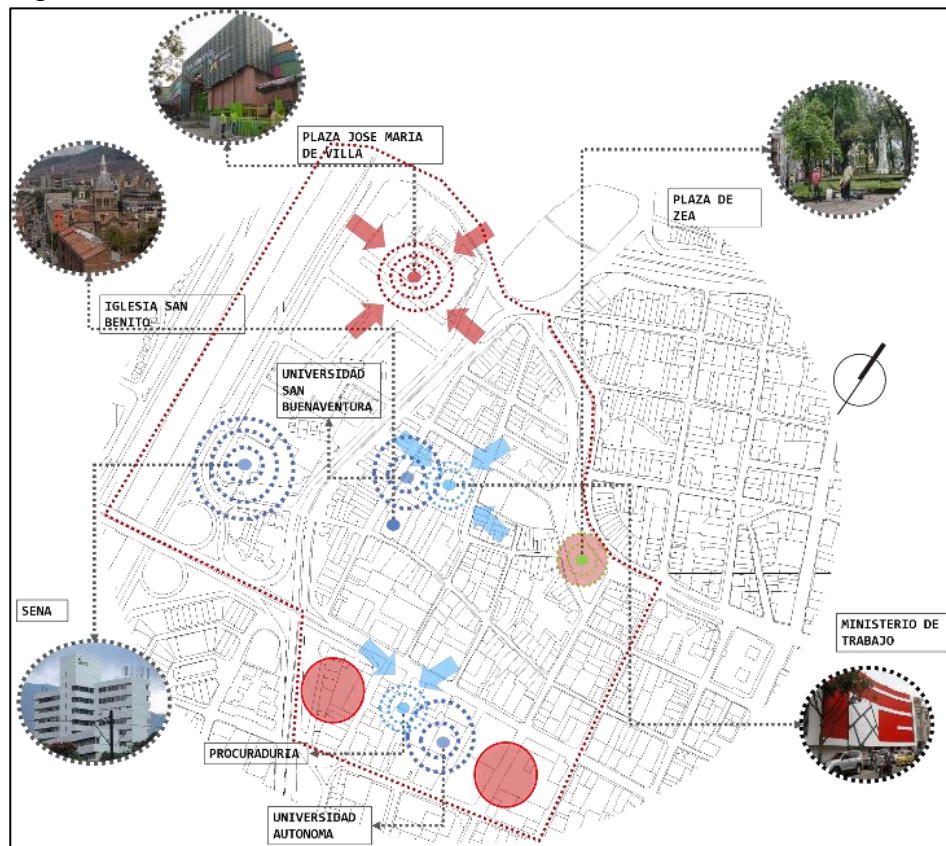 PLAZA JOSE MARIA
DE VILLA
PLAZA DE
ZEA
IGLESIA SAN
BENITO
UNIVERSIDAD
SAN
BUENAVENTURA
SENA
MINISTERIO DE
TRABAJO
PROCURADURIA
UNIVERSIDAD
AUTONOMA